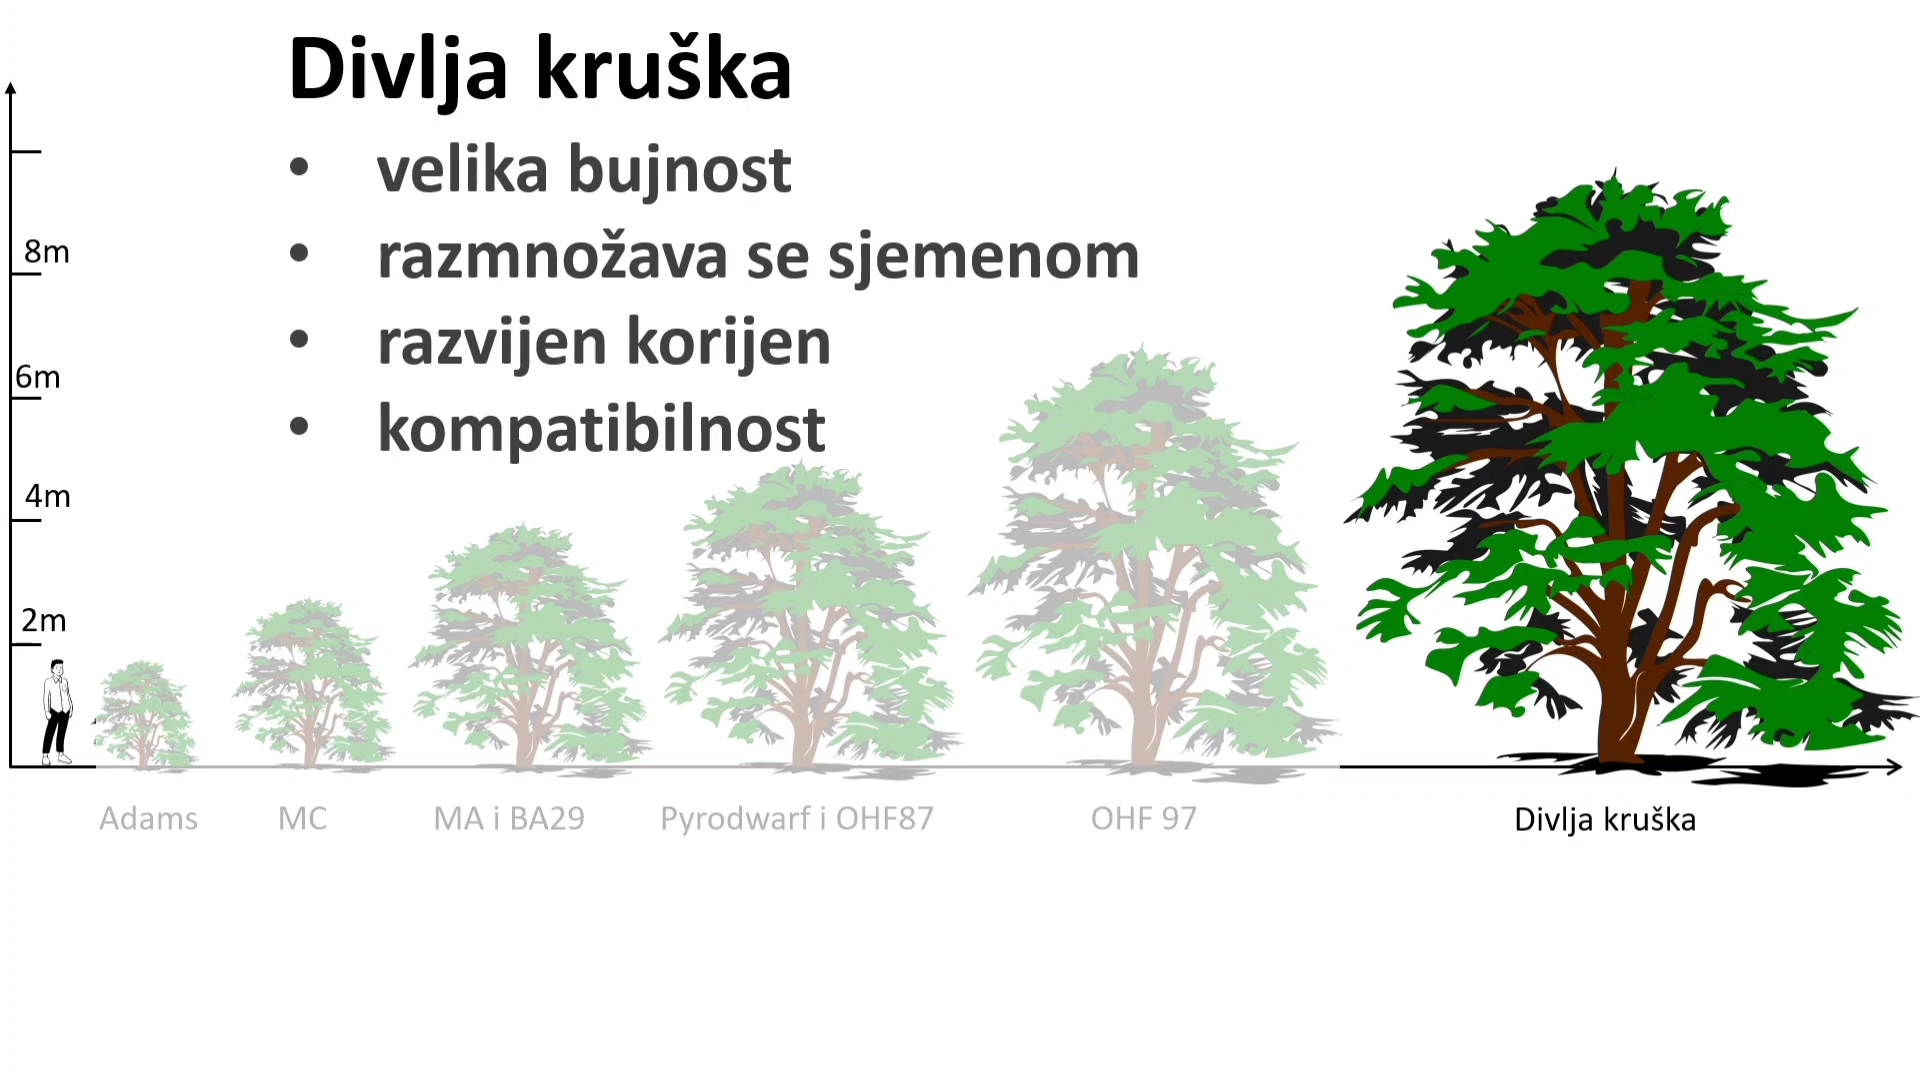 Divlja kruška
• velika bujnost
• razmnožava se sjemenom
• razvijen korijen
• kompatibilnost
8m
6m
4m
2m
Adams
MC
MA i BA29
Pyrodwarf i OHF87
OHF 97
Divlja kruška